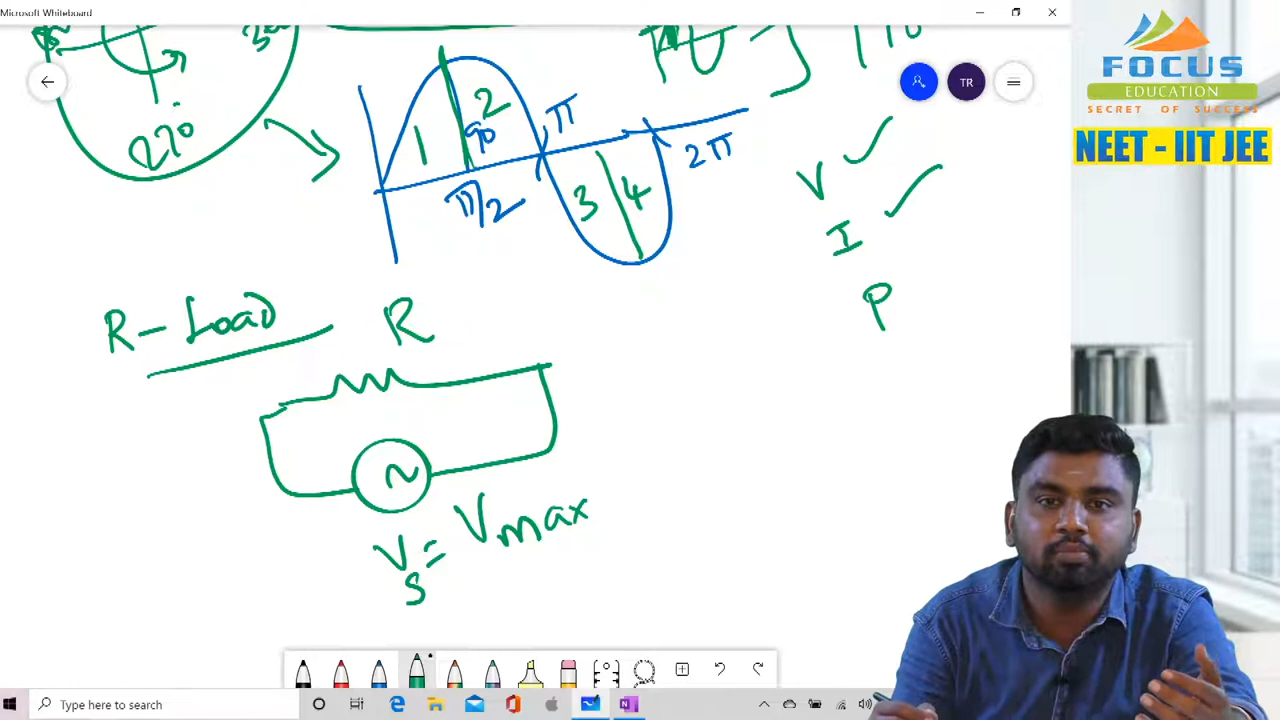 Microsoft Whiteboard
FOCUS
EDUCATION
SECRET OF SUCCESS
NEET - IIT JEE
TR
270°
1
2
90
π
π/2
3
4
2π
V
I
P
R - Load
R
~
Vs = Vmax
Type here to search